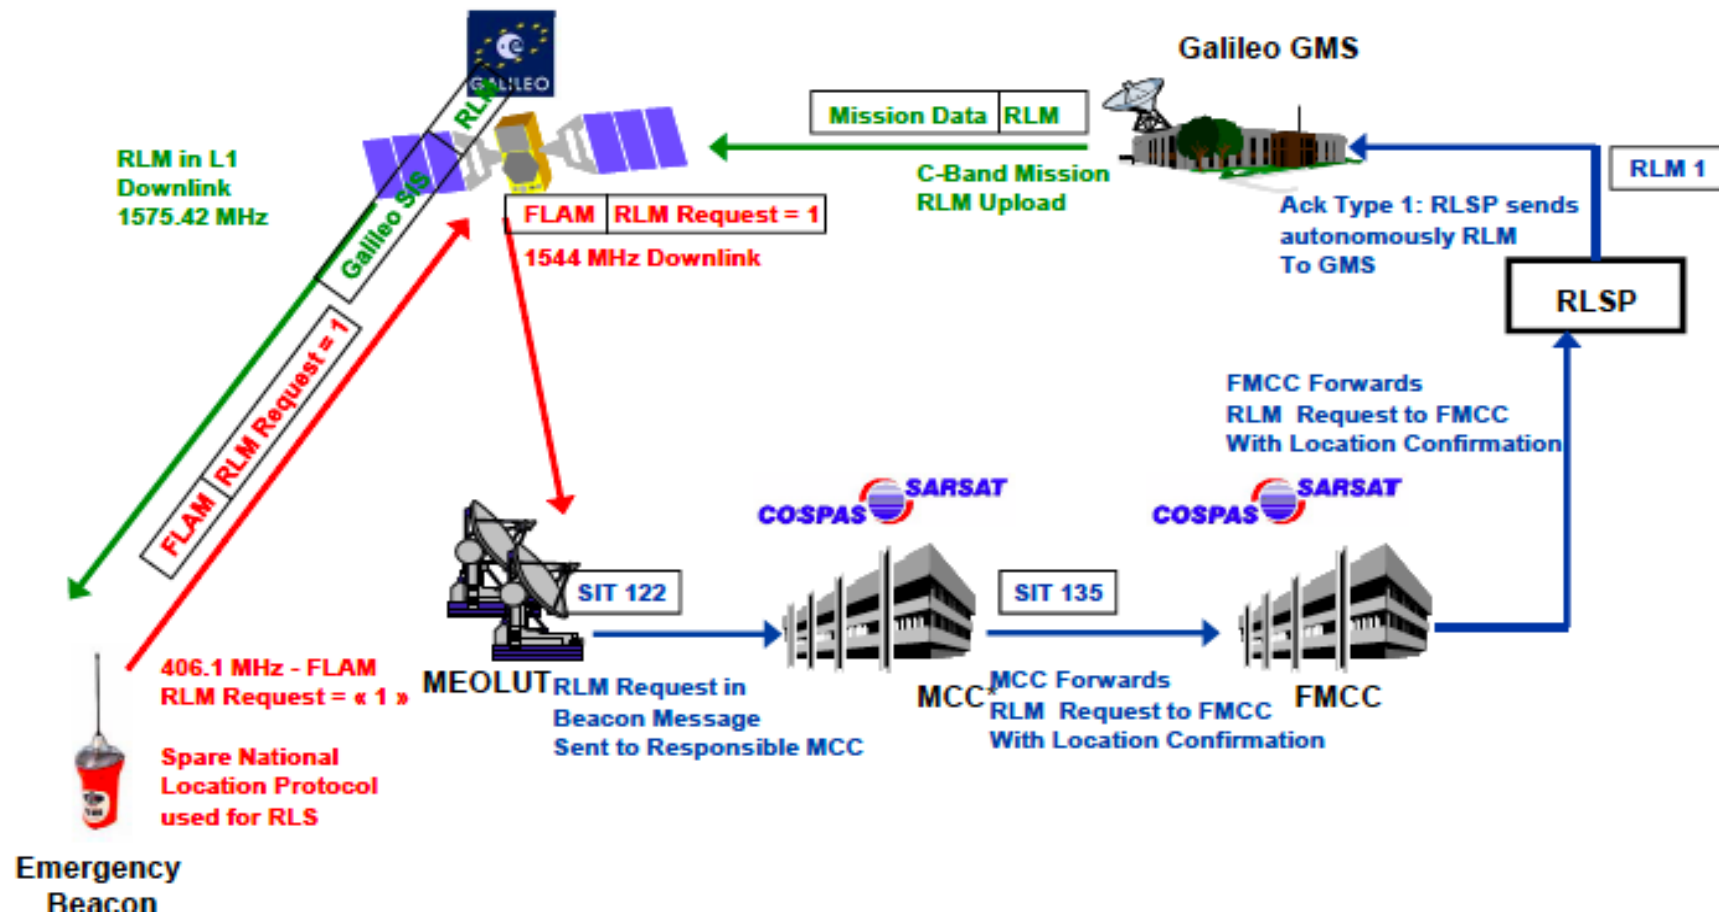 GALILEO
RLM
Galileo SIS
RLM in L1
Downlink
1575.42 MHz
Galileo GMS
Mission Data RLM
C-Band Mission
RLM Upload
RLM 1
Ack Type 1: RLSP sends
autonomously RLM
To GMS
RLSP
FLAM RLM Request = 1
1544 MHz Downlink
FLAM RLM Request = 1
FMCC Forwards
RLM Request to FMCC
With Location Confirmation
COSPAS SARSAT
COSPAS SARSAT
SIT 122
SIT 135
MEOLUT
MCC*
FMCC
RLM Request in
Beacon Message
Sent to Responsible MCC
MCC Forwards
RLM Request to FMCC
With Location Confirmation
406.1 MHz - FLAM
RLM Request = « 1 »
Spare National
Location Protocol
used for RLS
Emergency
Beacon